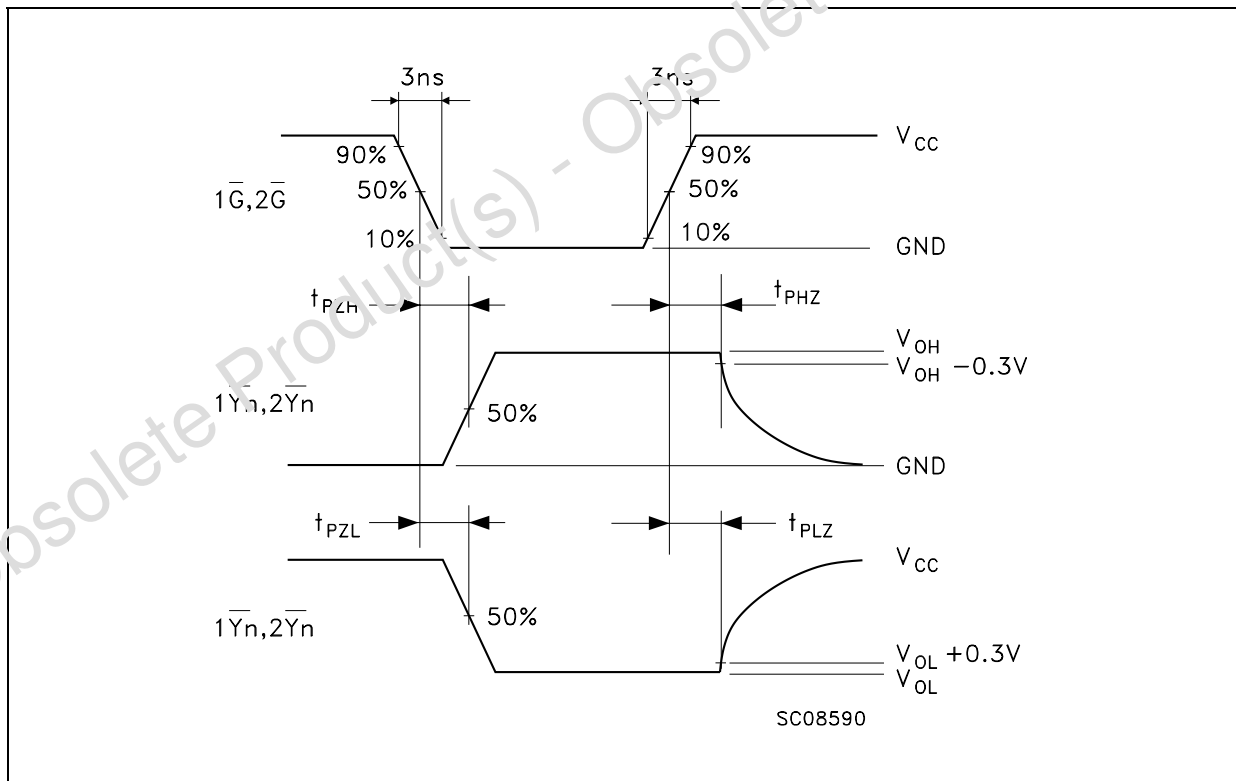 Obsolete Product(s) - Obsolet
3ns 3ns
V_CC
90% 90%
1G̅,2G̅ 50% 50%
10% 10%
GND
t_PZH t_PHZ
V_OH
V_OH −0.3V
1Y̅n̅,2Y̅n̅ 50%
GND
t_PZL t_PLZ
V_CC
1Y̅n̅,2Y̅n̅ 50%
V_OL +0.3V
V_OL
SC08590